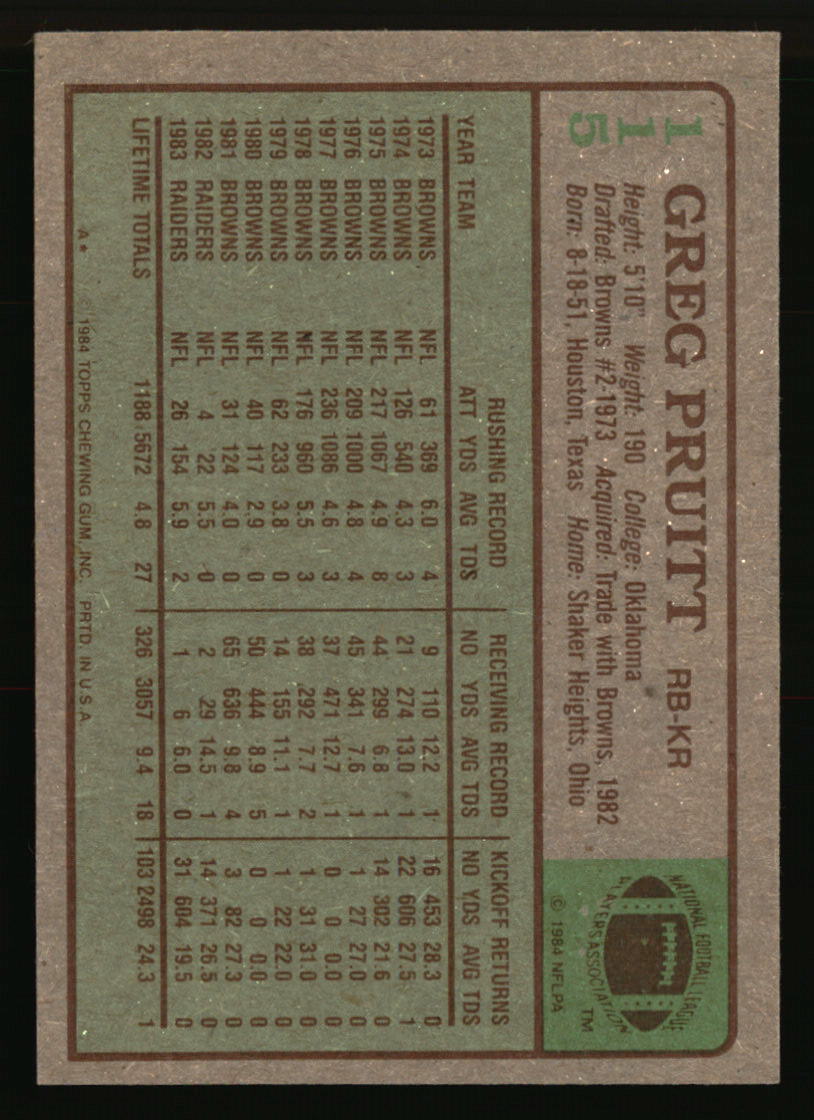 1
1
5
GREG PRUITT RB-KR
Height: 5'10" Weight: 190 College: Oklahoma
Drafted: Browns #2-1973 Acquired: Trade with Browns, 1982
Born: 8-18-51, Houston, Texas Home: Shaker Heights, Ohio
NATIONAL FOOTBALL LEAGUE
PLAYERS ASSOCIATION
TM
© 1984 NFLPA
RUSHING RECORD RECEIVING RECORD KICKOFF RETURNS
YEAR TEAM ATT YDS AVG TDS NO YDS AVG TDS NO YDS AVG TDS
1973 BROWNS NFL 61 369 6.0 4 9 110 12.2 1 16 453 28.3 0
1974 BROWNS NFL 126 540 4.3 3 21 274 13.0 1 22 606 27.5 1
1975 BROWNS NFL 217 1067 4.9 8 44 299 6.8 1 14 302 21.6 0
1976 BROWNS NFL 209 1000 4.8 4 45 341 7.6 1 1 27 27.0 0
1977 BROWNS NFL 236 1086 4.6 3 37 471 12.7 1 0 0 0.0 0
1978 BROWNS NFL 176 960 5.5 3 38 292 7.7 2 1 31 31.0 0
1979 BROWNS NFL 62 233 3.8 0 14 155 11.1 1 1 22 22.0 0
1980 BROWNS NFL 40 117 2.9 0 50 444 8.9 5 0 0 0.0 0
1981 BROWNS NFL 31 124 4.0 0 65 636 9.8 4 3 82 27.3 0
1982 RAIDERS NFL 4 22 5.5 0 2 29 14.5 1 14 371 26.5 0
1983 RAIDERS NFL 26 154 5.9 2 1 6 6.0 0 31 604 19.5 0
LIFETIME TOTALS 1188 5672 4.8 27 326 3057 9.4 18 103 2498 24.3 1
A* © 1984 TOPPS CHEWING GUM, INC. PRTD. IN U.S.A.